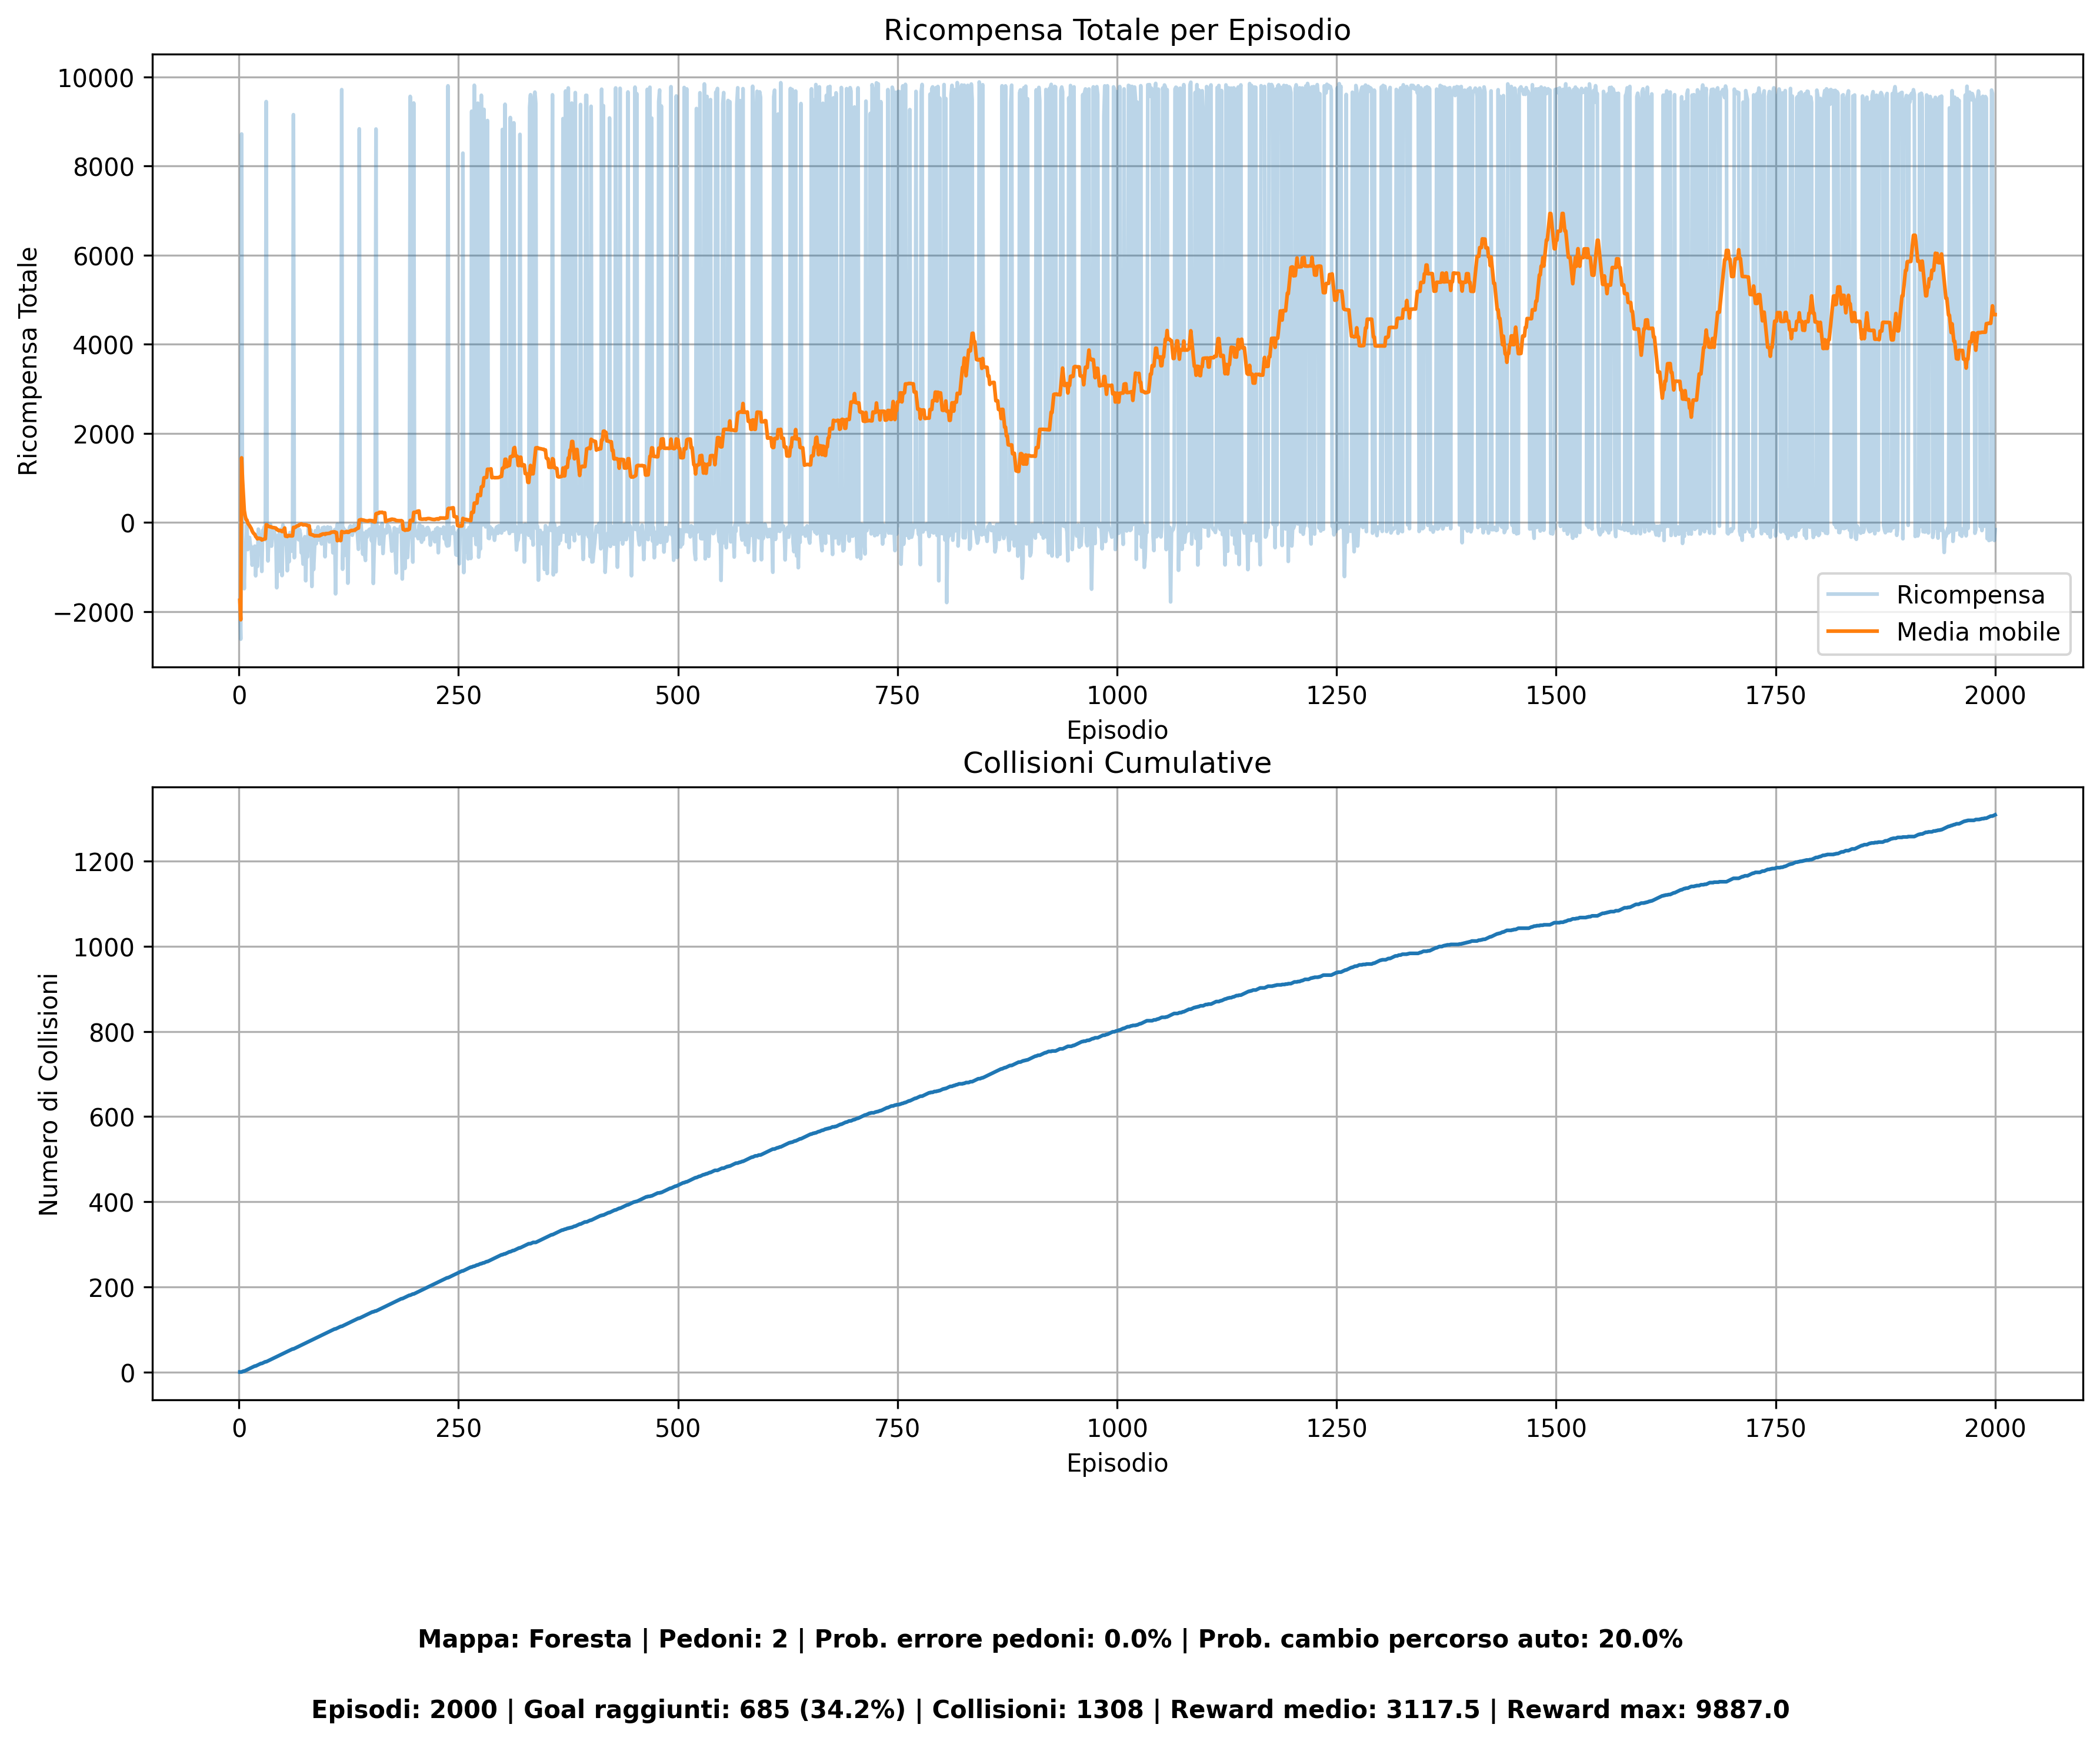 Ricompensa Totale per Episodio
Ricompensa Totale
10000
8000
6000
4000
2000
0
−2000
0 250 500 750 1000 1250 1500 1750 2000
Episodio
Ricompensa
Media mobile
Collisioni Cumulative
Numero di Collisioni
1200
1000
800
600
400
200
0
0 250 500 750 1000 1250 1500 1750 2000
Episodio
Mappa: Foresta | Pedoni: 2 | Prob. errore pedoni: 0.0% | Prob. cambio percorso auto: 20.0%
Episodi: 2000 | Goal raggiunti: 685 (34.2%) | Collisioni: 1308 | Reward medio: 3117.5 | Reward max: 9887.0